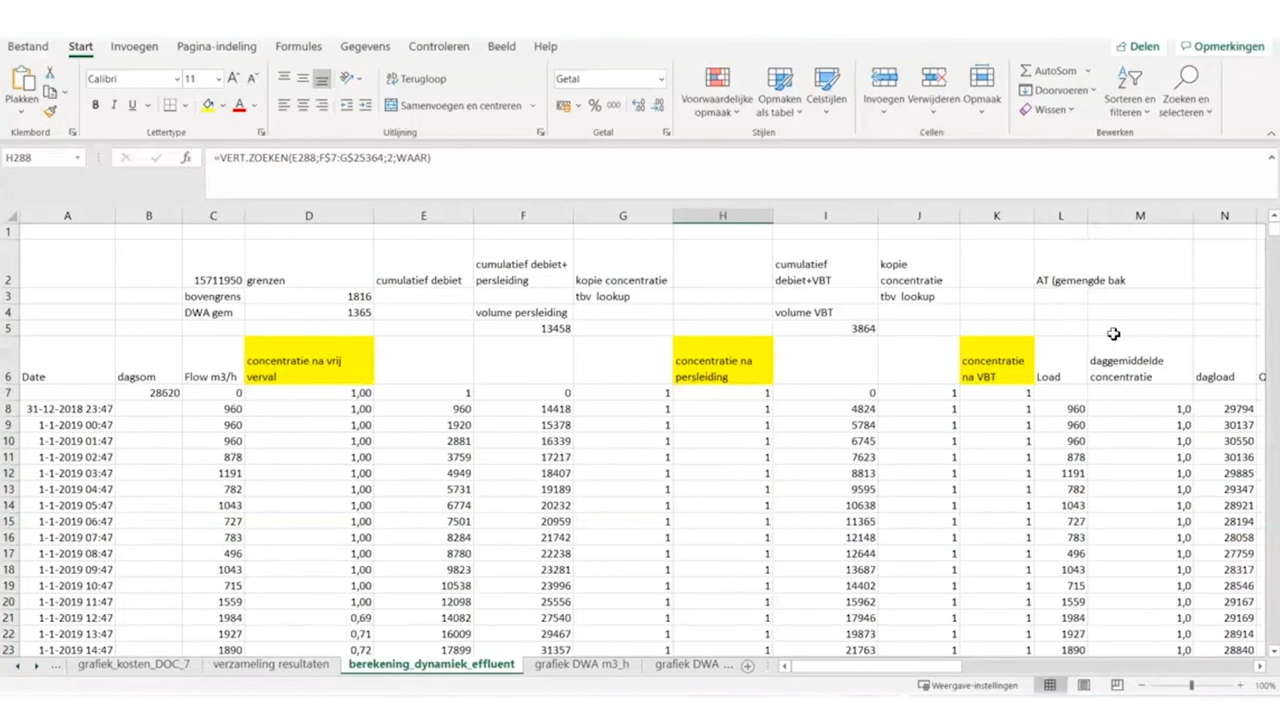 Bestand Start Invoegen Pagina-indeling Formules Gegevens Controleren Beeld Help Delen Opmerkingen
Plakken Calibri 11 A A Terugloop Getal Voorwaardelijke opmaak Opmaken als tabel Celstijlen Invoegen Verwijderen Opmaak AutoSom Doorvoeren Wissen Sorteren en filteren Zoeken en selecteren
B I U A Samenvoegen en centreren % 000
Klembord Lettertype Uitlijning Getal Stijlen Cellen Bewerken
H288 fx =VERT.ZOEKEN(E288;F$7:G$25364;2;WAAR)
A B C D E F G H I J K L M N
1
2 15711950 grenzen cumulatief debiet cumulatief debiet+ persleiding kopie concentratie cumulatief debiet+VBT kopie concentratie AT (gemengde bak
3 bovengrens 1816 tbv lookup tbv lookup
4 DWA gem 1365 volume persleiding volume VBT
5 13458 3864
6 Date dagsom Flow m3/h concentratie na vrij verval concentratie na persleiding concentratie na VBT Load daggemiddelde concentratie dagload Q
7 28620 0 1,00 1 0 1 1 0 1 1
8 31-12-2018 23:47 960 1,00 960 14418 1 1 4824 1 1 960 1,0 29794
9 1-1-2019 00:47 960 1,00 1920 15378 1 1 5784 1 1 960 1,0 30137
10 1-1-2019 01:47 960 1,00 2881 16339 1 1 6745 1 1 960 1,0 30550
11 1-1-2019 02:47 878 1,00 3759 17217 1 1 7623 1 1 878 1,0 30136
12 1-1-2019 03:47 1191 1,00 4949 18407 1 1 8813 1 1 1191 1,0 29885
13 1-1-2019 04:47 782 1,00 5731 19189 1 1 9595 1 1 782 1,0 29347
14 1-1-2019 05:47 1043 1,00 6774 20232 1 1 10638 1 1 1043 1,0 28921
15 1-1-2019 06:47 727 1,00 7501 20959 1 1 11365 1 1 727 1,0 28194
16 1-1-2019 07:47 783 1,00 8284 21742 1 1 12148 1 1 783 1,0 28058
17 1-1-2019 08:47 496 1,00 8780 22238 1 1 12644 1 1 496 1,0 27759
18 1-1-2019 09:47 1043 1,00 9823 23281 1 1 13687 1 1 1043 1,0 28317
19 1-1-2019 10:47 715 1,00 10538 23996 1 1 14402 1 1 715 1,0 28546
20 1-1-2019 11:47 1559 1,00 12098 25556 1 1 15962 1 1 1559 1,0 29167
21 1-1-2019 12:47 1984 0,69 14082 27540 1 1 17946 1 1 1984 1,0 29169
22 1-1-2019 13:47 1927 0,71 16009 29467 1 1 19873 1 1 1927 1,0 28914
23 1-1-2019 14:47 1890 0,72 17899 31357 1 1 21763 1 1 1890 1,0 28840
... grafiek_kosten_DOC_7 verzameling resultaten berekening_dynamiek_effluent grafiek DWA m3_h grafiek DWA ...
Weergave-instellingen 100%